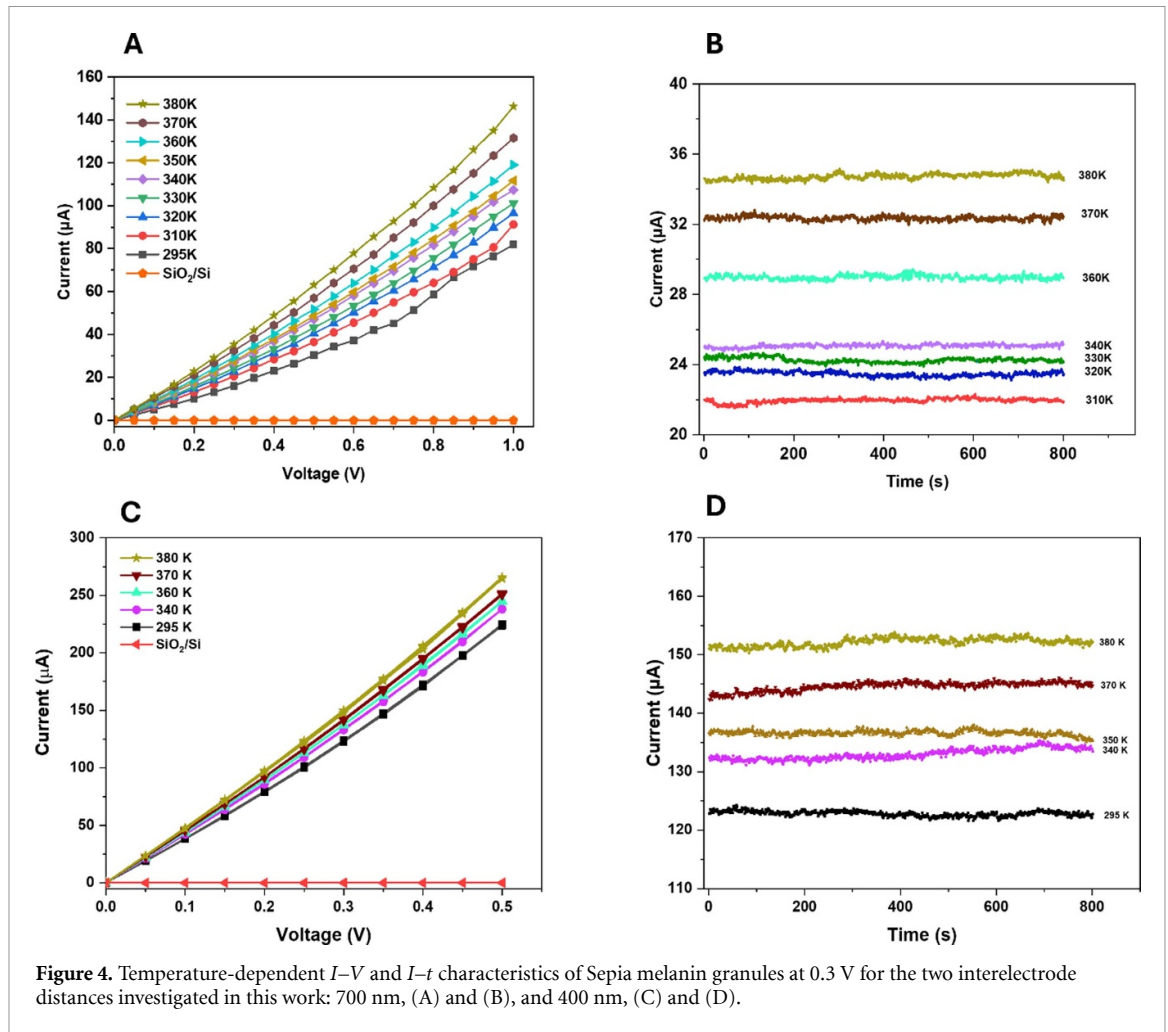 A
160
140
120
100
80
60
40
20
0
Current (µA)
380K
370K
360K
350K
340K
330K
320K
310K
295K
SiO2/Si
0.0 0.2 0.4 0.6 0.8 1.0
Voltage (V)
B
40
36
32
28
24
20
Current (µA)
380K
370K
360K
340K
330K
320K
310K
0 200 400 600 800
Time (s)
C
300
250
200
150
100
50
0
Current (µA)
380 K
370 K
360 K
340 K
295 K
SiO2/Si
0.0 0.1 0.2 0.3 0.4 0.5
Voltage (V)
D
170
160
150
140
130
120
110
Current (µA)
380 K
370 K
350 K
340 K
295 K
0 200 400 600 800
Time (s)
Figure 4. Temperature-dependent I–V and I–t characteristics of Sepia melanin granules at 0.3 V for the two interelectrode
distances investigated in this work: 700 nm, (A) and (B), and 400 nm, (C) and (D).